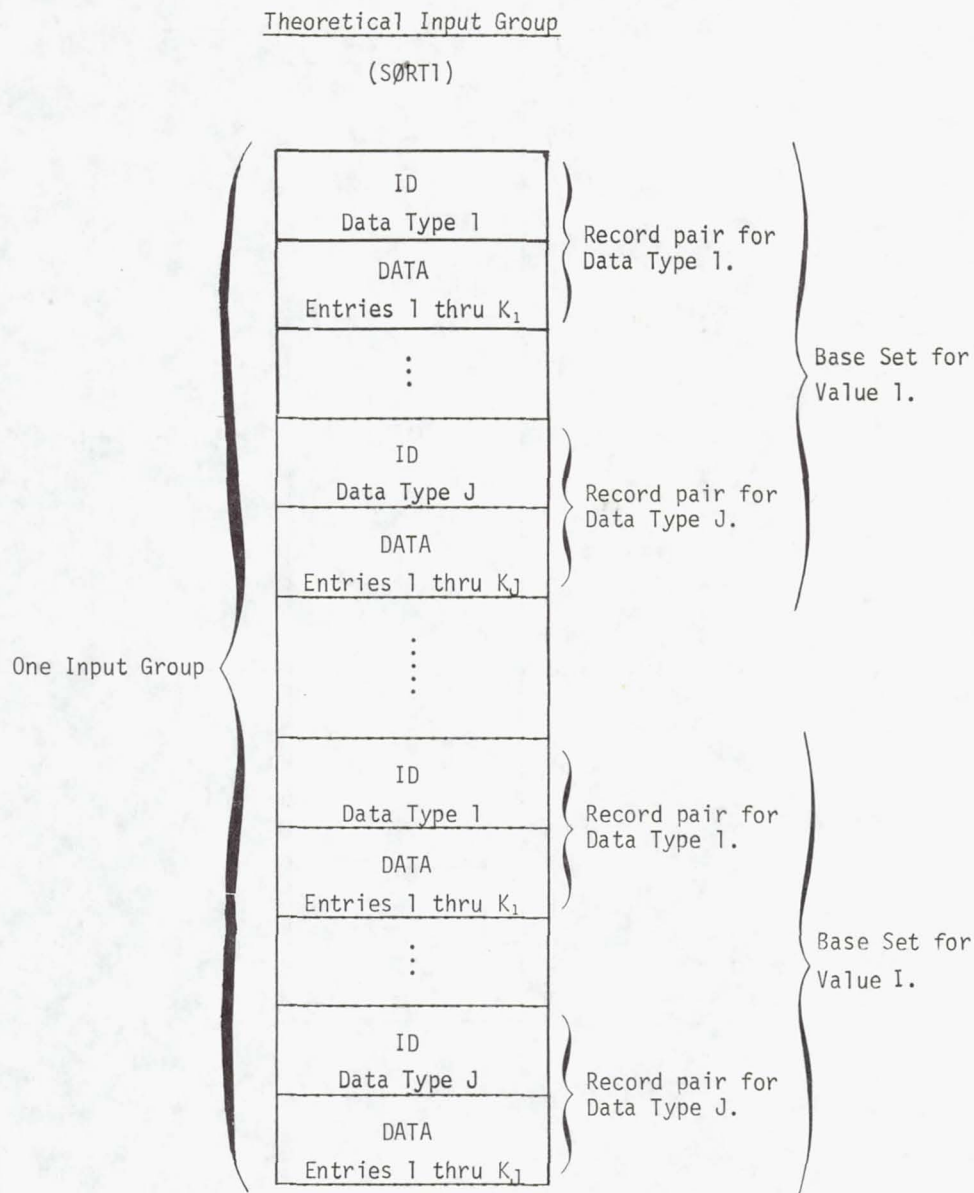 Theoretical Input Group
(SØRT1)
ID
Data Type 1
Record pair for
Data Type 1.
DATA
Entries 1 thru K₁
⋮
Base Set for
Value 1.
ID
Data Type J
Record pair for
Data Type J.
DATA
Entries 1 thru K_J
One Input Group
ID
Data Type 1
Record pair for
Data Type 1.
DATA
Entries 1 thru K₁
⋮
Base Set for
Value I.
ID
Data Type J
Record pair for
Data Type J.
DATA
Entries 1 thru K_J